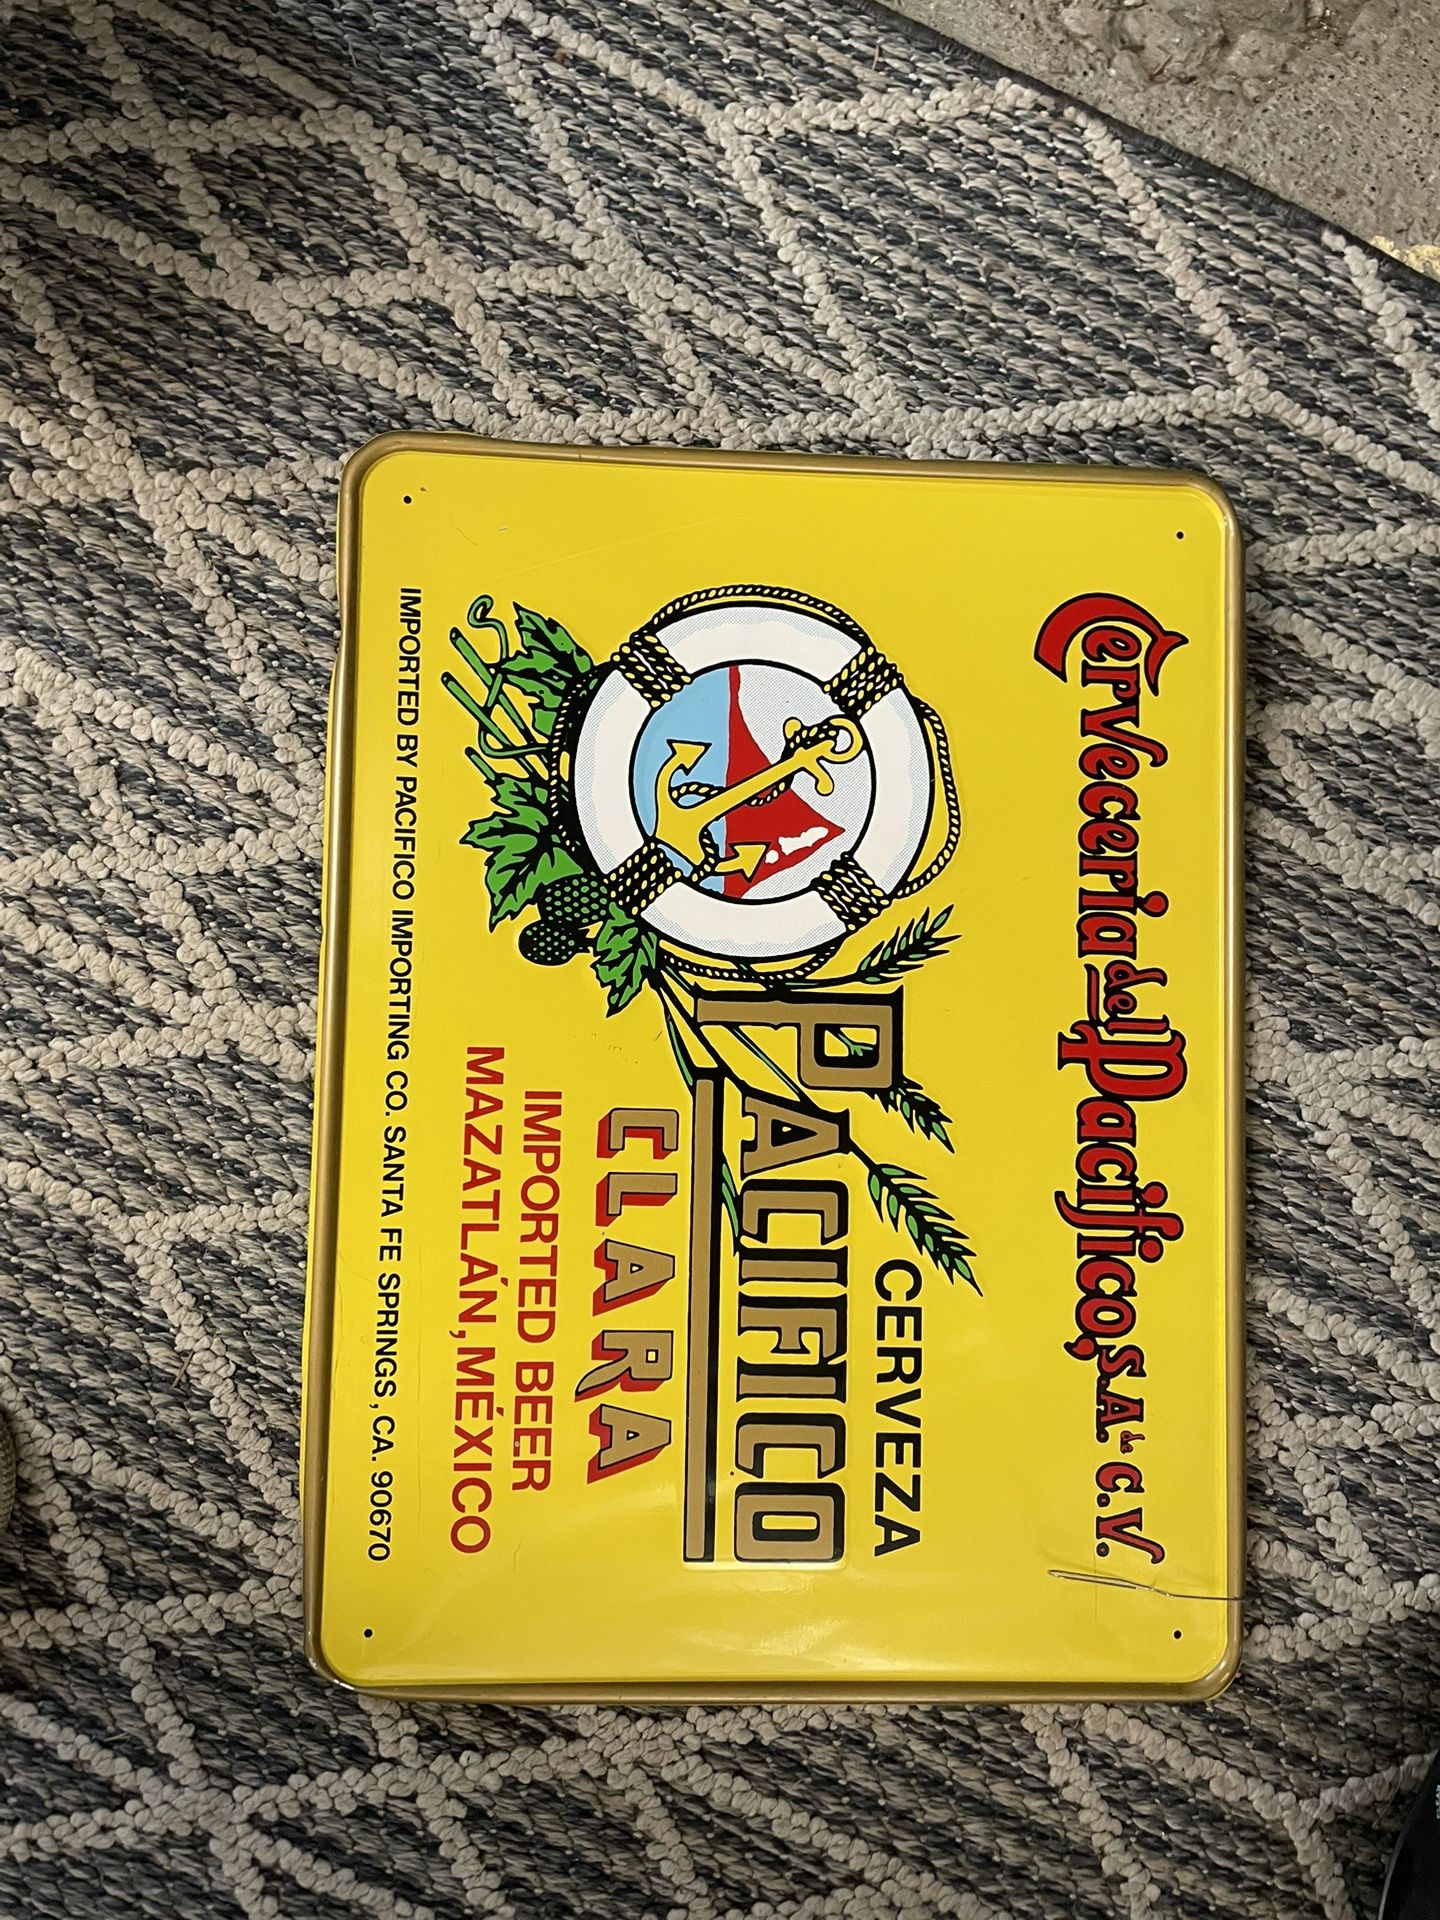 Cervecería del Pacifico, S.A. de C.V.
CERVEZA
PACIFICO
CLARA
IMPORTED BEER
MAZATLÁN, MÉXICO
IMPORTED BY PACIFICO IMPORTING CO. SANTA FE SPRINGS, CA. 90670